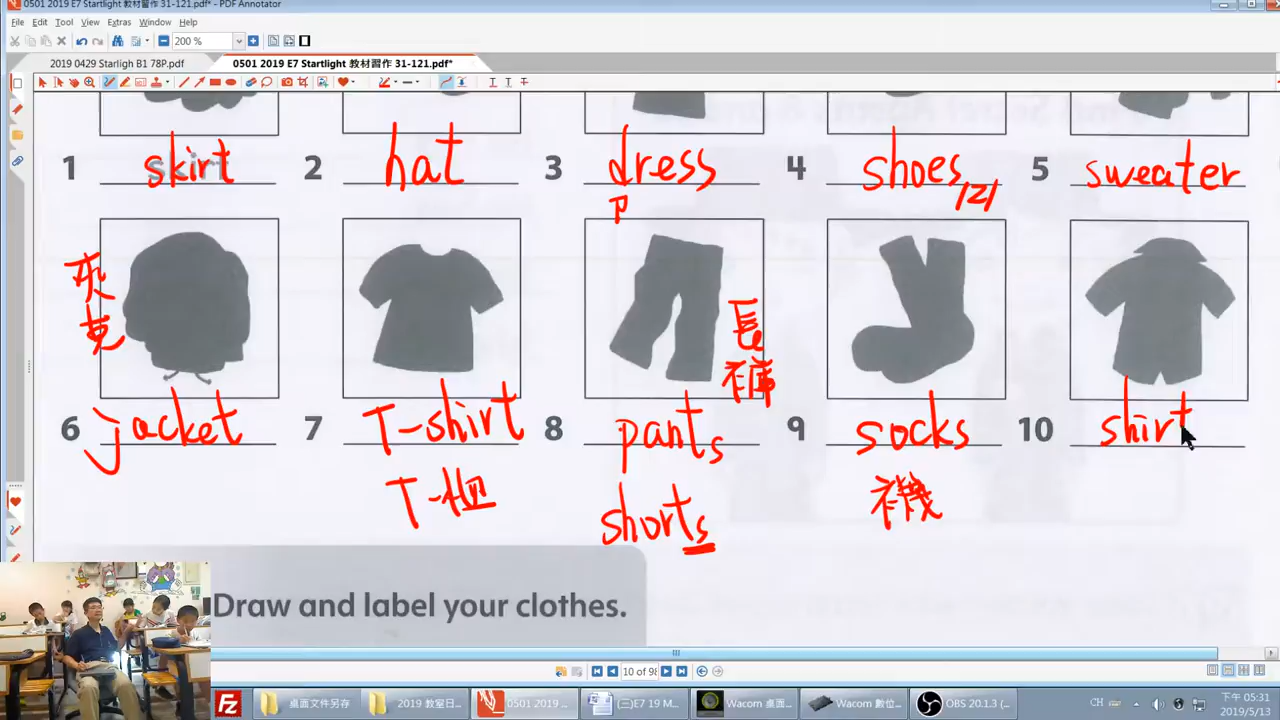 0501 2019 E7 Startlight 教材習作 31-121.pdf* - PDF Annotator
File Edit Tool View Extras Window Help
200 %
2019 0429 Starligh B1 78P.pdf
0501 2019 E7 Startlight 教材習作 31-121.pdf*
1 skirt 2 hat 3 dress 4 shoes 5 sweater
P
/z/
夾克
長褲
6 jacket 7 T-shirt 8 pants 9 socks 10 shirt
T-恤
shorts
襪
Draw and label your clothes.
10 of 98
桌面文件另存
2019 教室日...
0501 2019 ...
(三)E7 19 M...
Wacom 桌面...
Wacom 數位...
OBS 20.1.3 (...
CH
下午 05:31
2019/5/13